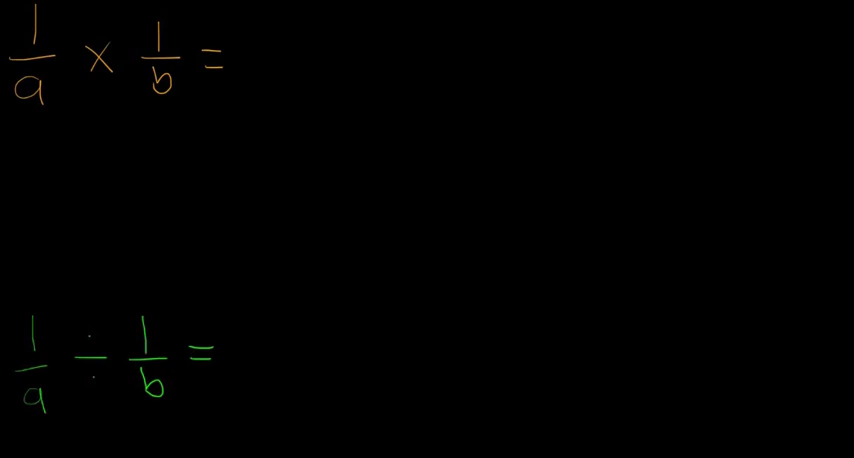 1/a × 1/b =
1/a ÷ 1/b =